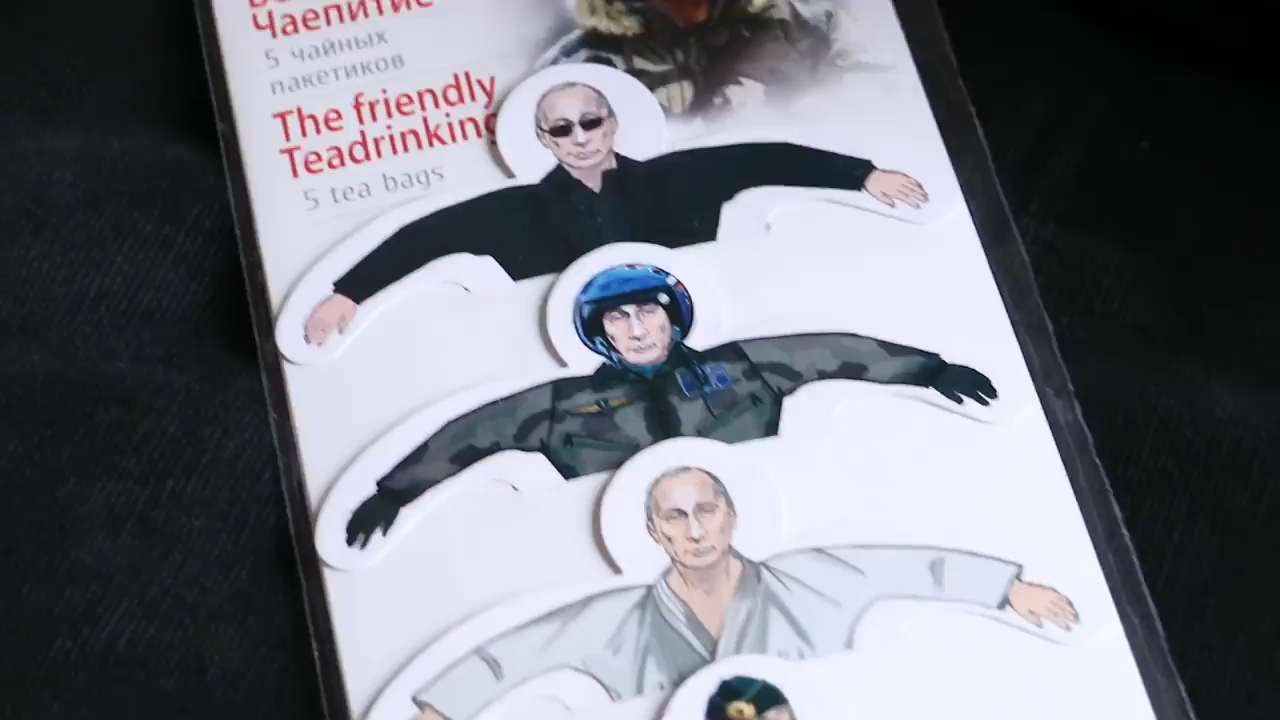 Чаепитие
5 чайных
пакетиков
The friendly
Teadrinking
5 tea bags